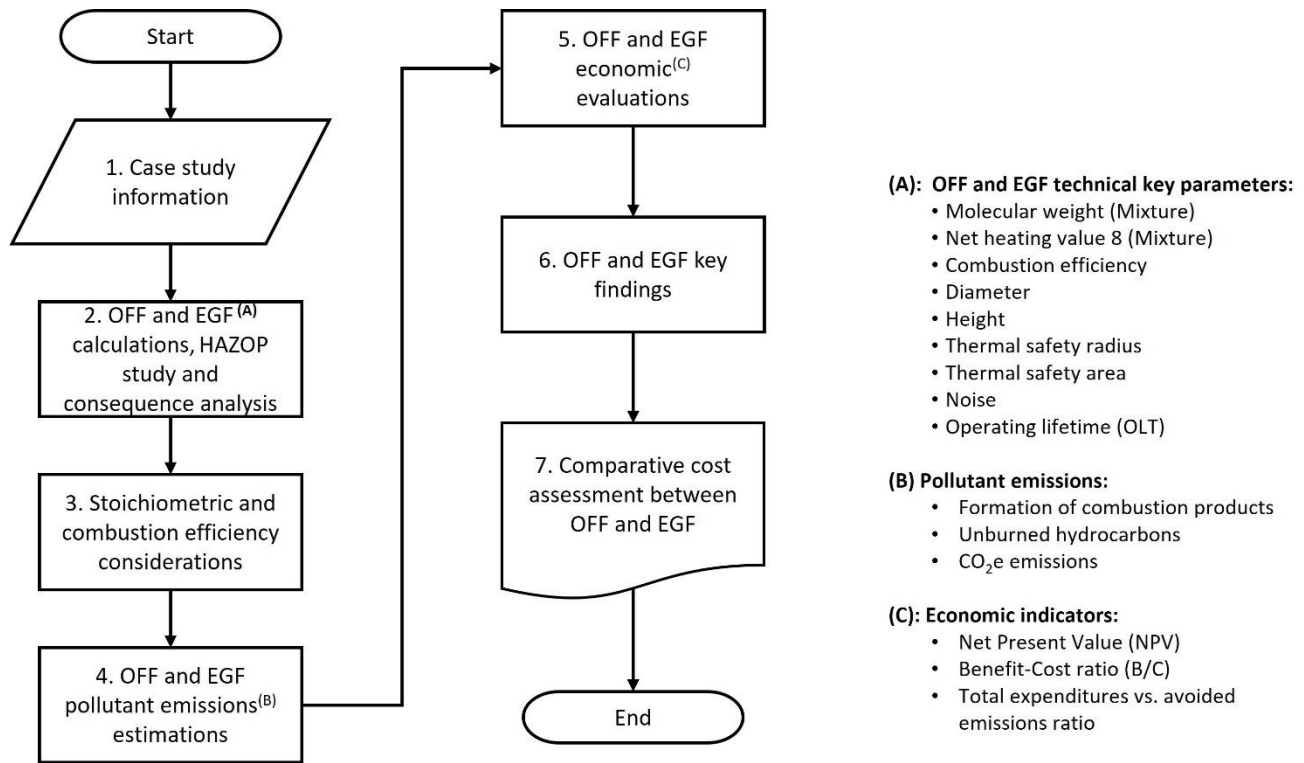 Start
1. Case study
information
2. OFF and EGF(A)
calculations, HAZOP
study and
consequence analysis
3. Stoichiometric and
combustion efficiency
considerations
4. OFF and EGF
pollutant emissions(B)
estimations
5. OFF and EGF
economic(C)
evaluations
6. OFF and EGF key
findings
7. Comparative cost
assessment between
OFF and EGF
End
(A): OFF and EGF technical key parameters:
• Molecular weight (Mixture)
• Net heating value 8 (Mixture)
• Combustion efficiency
• Diameter
• Height
• Thermal safety radius
• Thermal safety area
• Noise
• Operating lifetime (OLT)
(B) Pollutant emissions:
• Formation of combustion products
• Unburned hydrocarbons
• CO2e emissions
(C): Economic indicators:
• Net Present Value (NPV)
• Benefit-Cost ratio (B/C)
• Total expenditures vs. avoided
emissions ratio